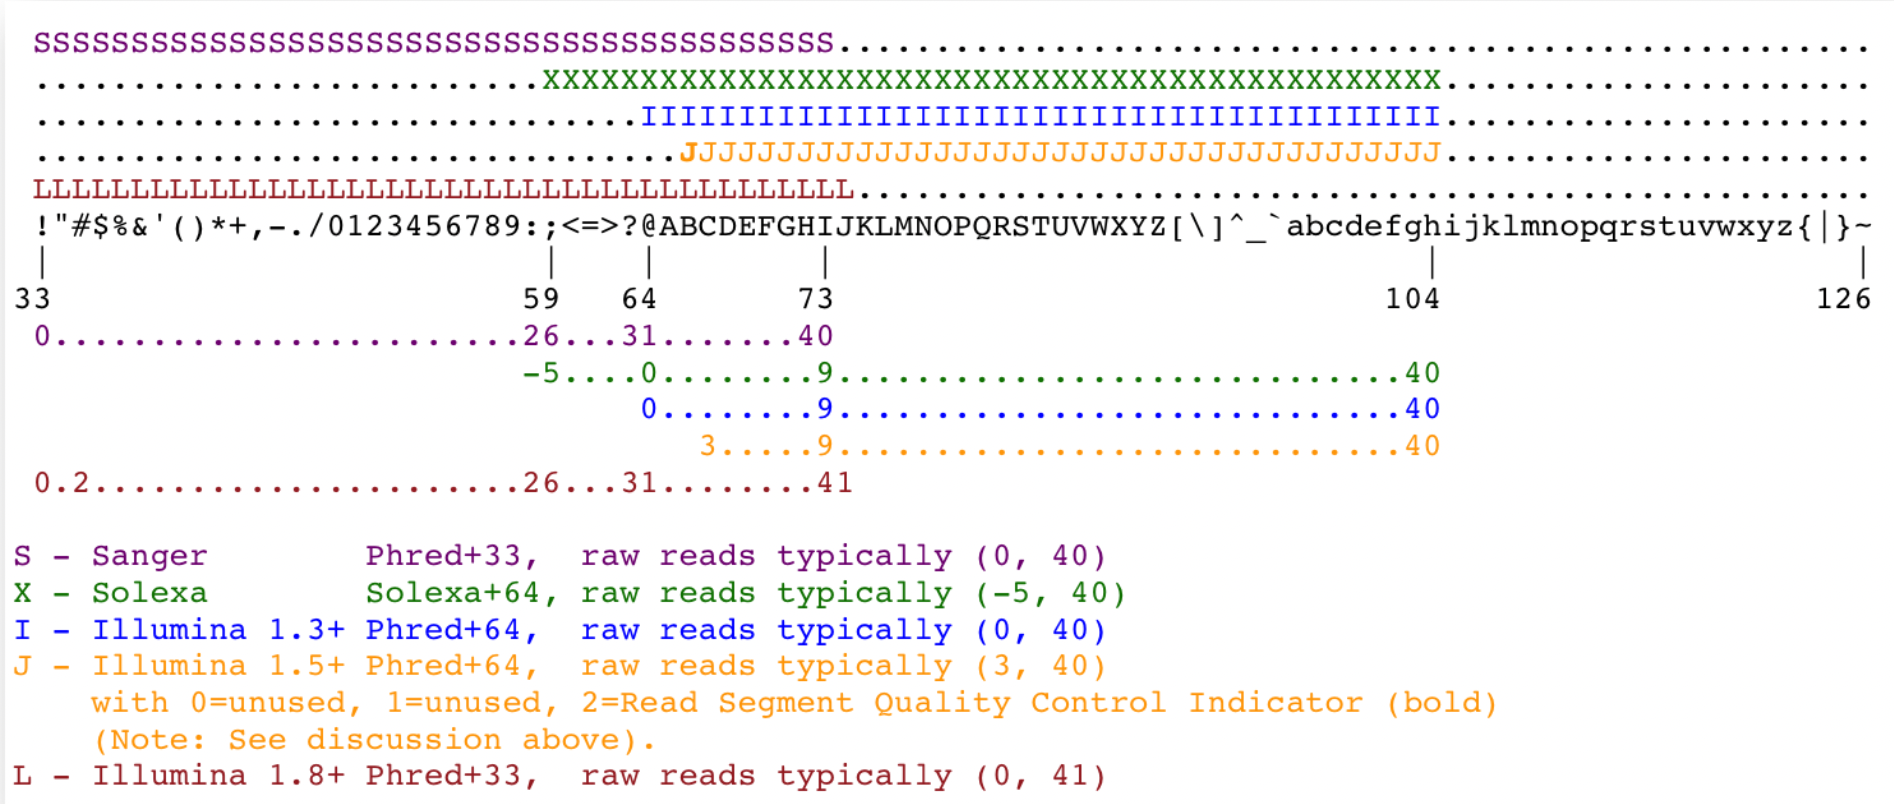 SSSSSSSSSSSSSSSSSSSSSSSSSSSSSSSSSSSSSSSSS.....................................................
..........................XXXXXXXXXXXXXXXXXXXXXXXXXXXXXXXXXXXXXXXXXXXXXX......................
...............................IIIIIIIIIIIIIIIIIIIIIIIIIIIIIIIIIIIIIIIII......................
.................................JJJJJJJJJJJJJJJJJJJJJJJJJJJJJJJJJJJJJJJ......................
LLLLLLLLLLLLLLLLLLLLLLLLLLLLLLLLLLLLLLLLLL....................................................
!"#$%&'()*+,-./0123456789:;<=>?@ABCDEFGHIJKLMNOPQRSTUVWXYZ[\]^_`abcdefghijklmnopqrstuvwxyz{|}~
|                         |    |        |                              |                     |
33                        59   64       73                            104                   126
0........................26...31.......40
-5....0........9.............................40
0........9.............................40
3.....9.............................40
0.2......................26...31........41
S - Sanger        Phred+33,  raw reads typically (0, 40)
X - Solexa        Solexa+64, raw reads typically (-5, 40)
I - Illumina 1.3+ Phred+64,  raw reads typically (0, 40)
J - Illumina 1.5+ Phred+64,  raw reads typically (3, 40)
with 0=unused, 1=unused, 2=Read Segment Quality Control Indicator (bold)
(Note: See discussion above).
L - Illumina 1.8+ Phred+33,  raw reads typically (0, 41)